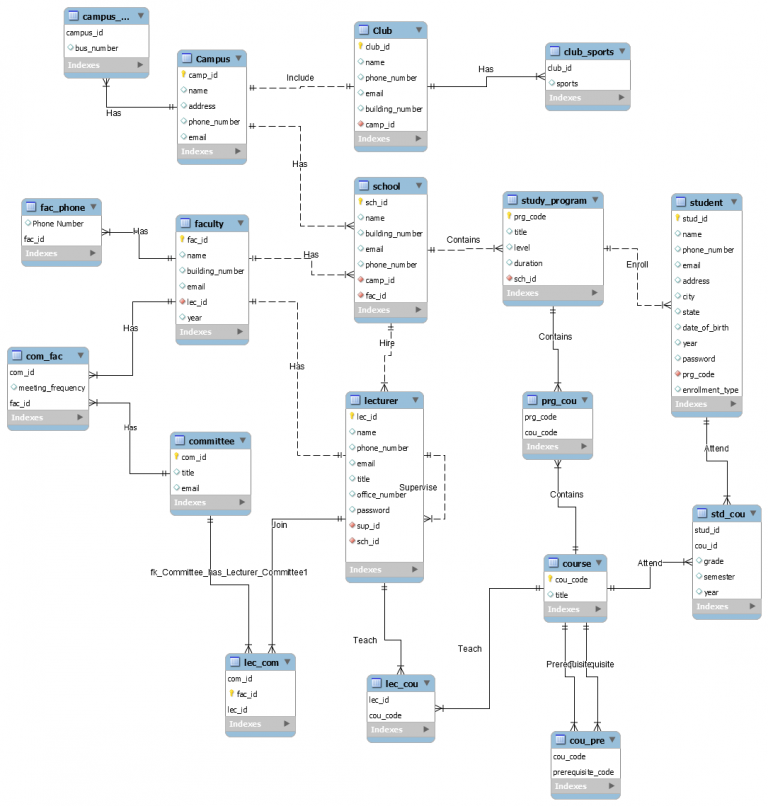 campus_...
campus_id
bus_number
Indexes
Campus
camp_id
name
address
phone_number
email
Indexes
Club
club_id
name
phone_number
email
building_number
camp_id
Indexes
club_sports
club_id
sports
Indexes
Include
Has
Has
Has
fac_phone
Phone Number
fac_id
Indexes
faculty
fac_id
name
building_number
email
lec_id
year
Indexes
school
sch_id
name
building_number
email
phone_number
camp_id
fac_id
Indexes
study_program
prg_code
title
level
duration
sch_id
Indexes
student
stud_id
name
phone_number
email
address
city
state
date_of_birth
year
password
prg_code
enrollment_type
Indexes
Has
Has
Contains
Enroll
Has
Has
Hire
Contains
com_fac
com_id
meeting_frequency
fac_id
Indexes
Has
committee
com_id
title
email
Indexes
lecturer
lec_id
name
phone_number
email
title
office_number
password
sup_id
sch_id
Indexes
Supervise
prg_cou
prg_code
cou_code
Indexes
Contains
Attend
std_cou
stud_id
cou_id
grade
semester
year
Indexes
Join
fk_Committee_has_Lecturer_Committee1
course
cou_code
title
Indexes
Attend
Teach
Teach
Prerequisite
quisite
lec_com
com_id
fac_id
lec_id
Indexes
lec_cou
lec_id
cou_code
Indexes
cou_pre
cou_code
prerequisite_code
Indexes